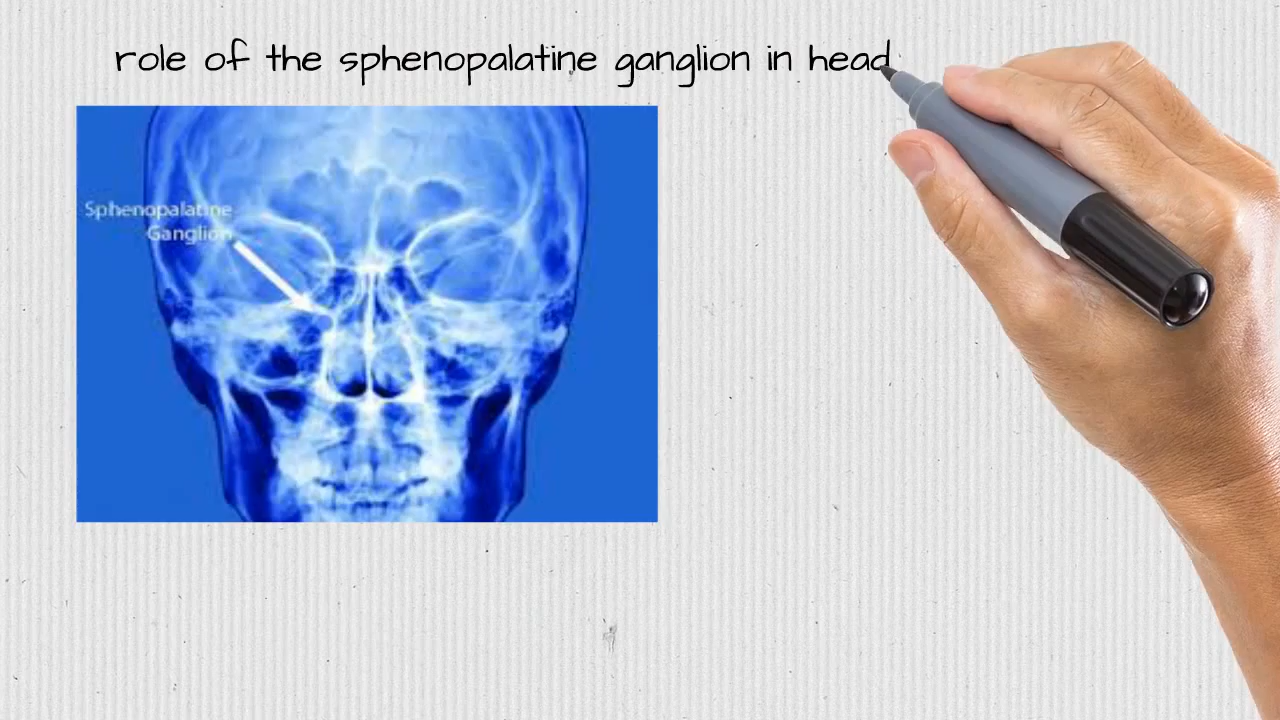 role of the sphenopalatine ganglion in head
Sphenopalatine
Ganglion